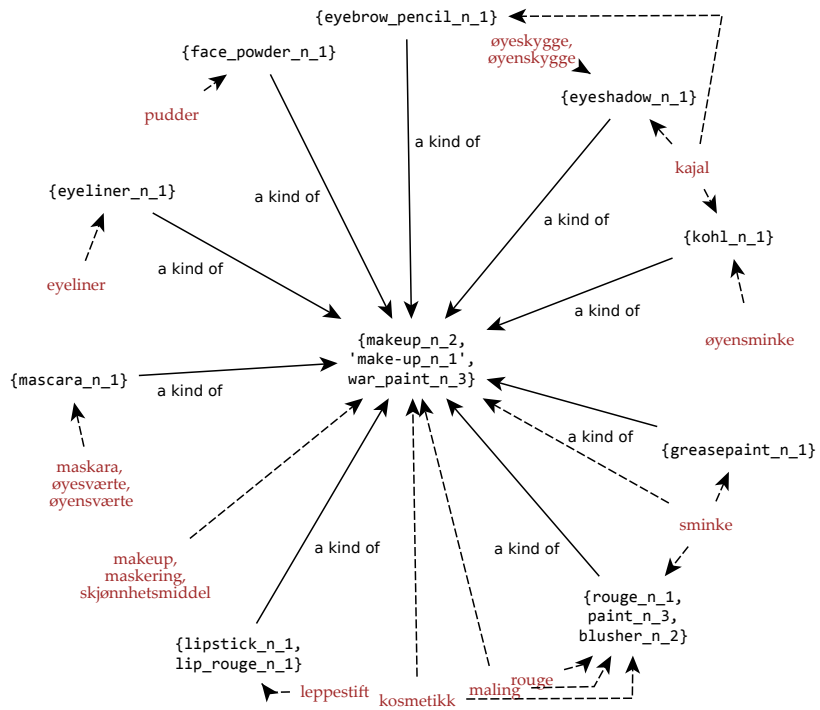 {eyebrow_pencil_n_1}
øyeskygge,
øyenskygge
{face_powder_n_1}
{eyeshadow_n_1}
pudder
a kind of
kajal
{eyeliner_n_1}
a kind of
a kind of
{kohl_n_1}
a kind of
eyeliner
a kind of
{makeup_n_2,
'make-up_n_1',
war_paint_n_3}
øyensminke
{mascara_n_1}
a kind of
a kind of
{greasepaint_n_1}
maskara,
øyesværte,
øyensværte
sminke
a kind of
a kind of
makeup,
maskering,
skjønnhetsmiddel
{rouge_n_1,
paint_n_3,
blusher_n_2}
{lipstick_n_1,
lip_rouge_n_1}
leppestift
kosmetikk
maling
rouge